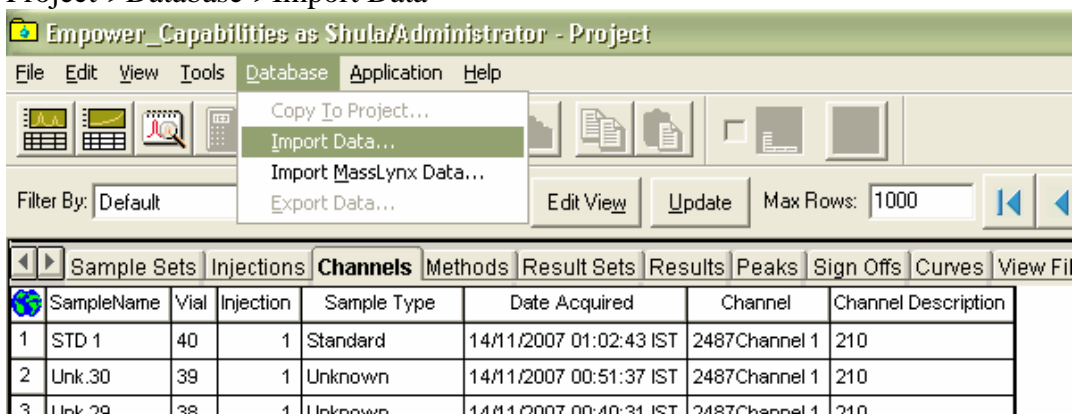 Empower_Capabilities as Shula/Administrator - Project
File Edit View Tools Database Application Help
Copy To Project...
Import Data...
Import MassLynx Data...
Export Data...
Filter By: Default Edit View Update Max Rows: 1000
Sample Sets Injections Channels Methods Result Sets Results Peaks Sign Offs Curves View Fil
SampleName Vial Injection Sample Type Date Acquired Channel Channel Description
1 STD 1 40 1 Standard 14/11/2007 01:02:43 IST 2487Channel 1 210
2 Unk.30 39 1 Unknown 14/11/2007 00:51:37 IST 2487Channel 1 210
3 Unk.29 38 1 Unknown 14/11/2007 00:40:31 IST 2487Channel 1 210